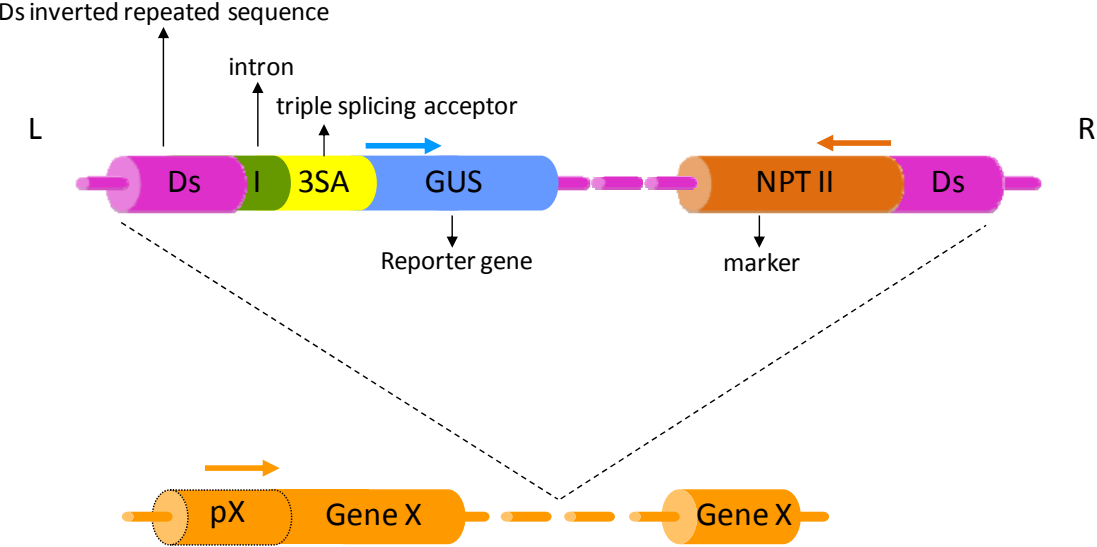 Ds inverted repeated sequence
intron
triple splicing acceptor
L
R
Ds
I
3SA
GUS
NPT II
Ds
Reporter gene
marker
pX
Gene X
Gene X